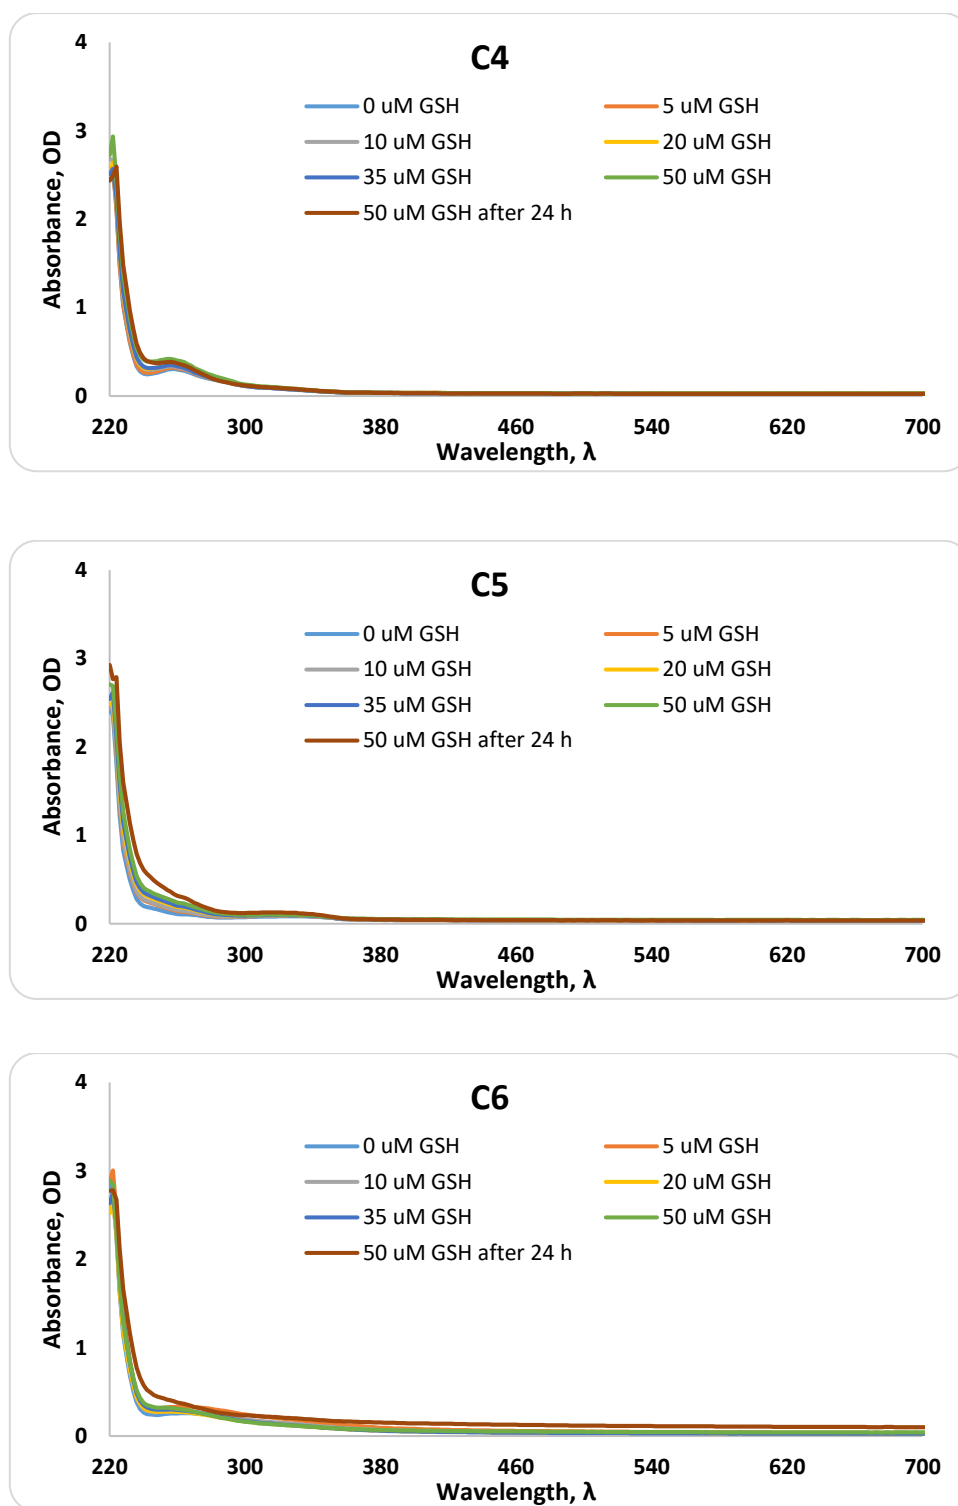 C4
4
3
2
1
0
Absorbance, OD
0 uM GSH 5 uM GSH
10 uM GSH 20 uM GSH
35 uM GSH 50 uM GSH
50 uM GSH after 24 h
220 300 380 460 540 620 700
Wavelength, λ
C5
4
3
2
1
0
Absorbance, OD
0 uM GSH 5 uM GSH
10 uM GSH 20 uM GSH
35 uM GSH 50 uM GSH
50 uM GSH after 24 h
220 300 380 460 540 620 700
Wavelength, λ
C6
4
3
2
1
0
Absorbance, OD
0 uM GSH 5 uM GSH
10 uM GSH 20 uM GSH
35 uM GSH 50 uM GSH
50 uM GSH after 24 h
220 300 380 460 540 620 700
Wavelength, λ